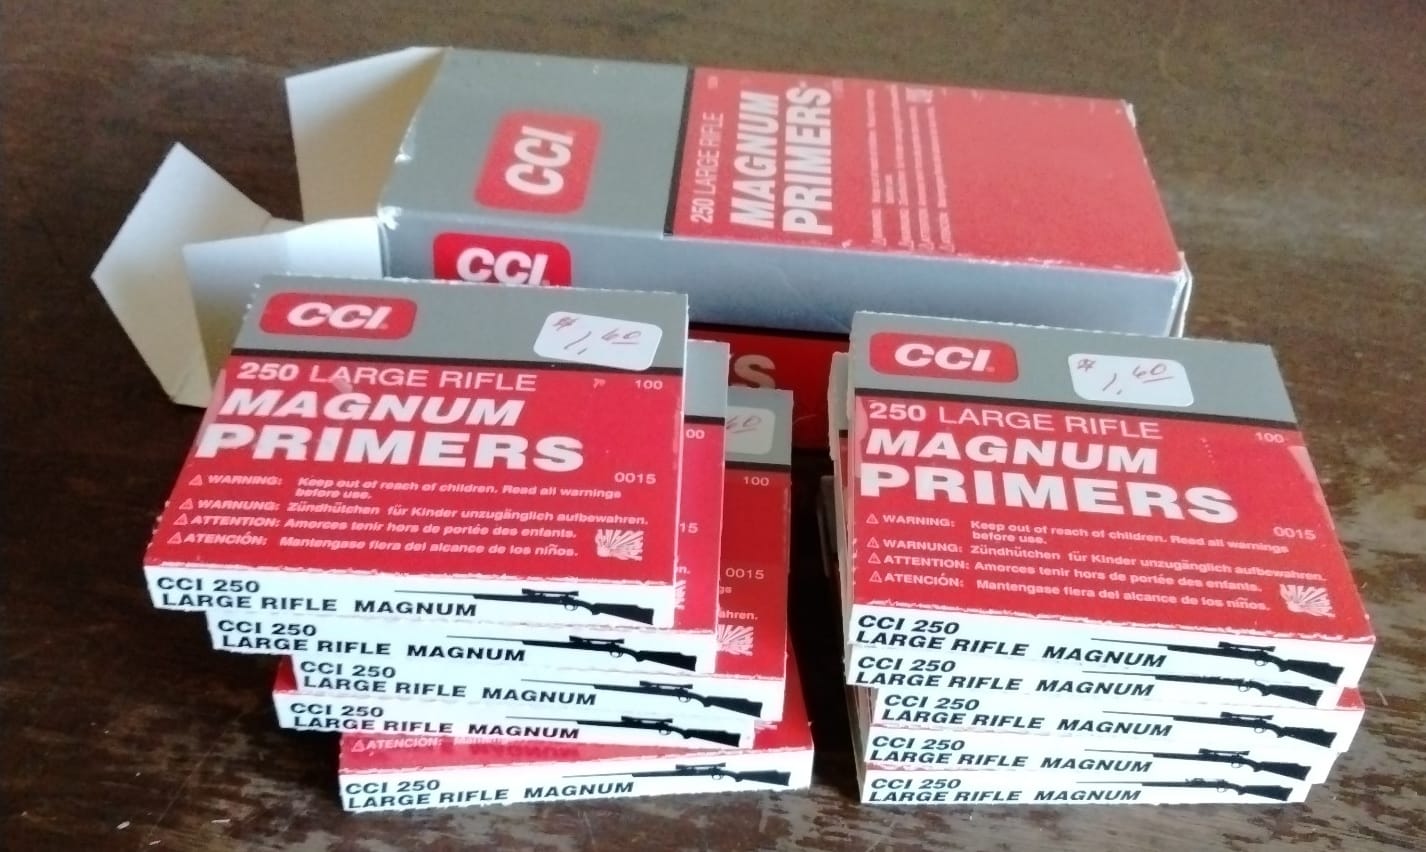 CCI
250 LARGE RIFLE
MAGNUM
PRIMERS
CCI
CCI
$1.60
250 LARGE RIFLE
100
MAGNUM
PRIMERS
0015
WARNING: Keep out of reach of children. Read all warnings
before use.
WARNUNG: Zündhütchen für Kinder unzugänglich aufbewahren.
ATTENTION: Amorces tenir hors de portée des enfants.
ATENCIÓN: Mantengase fiera del alcance de los niños.
CCI 250
LARGE RIFLE MAGNUM
00
15
n.
CCI 250
LARGE RIFLE MAGNUM
60
100
0015
ahren.
CCI 250
LARGE RIFLE MAGNUM
CCI 250
LARGE RIFLE MAGNUM
ATENCIÓN:
CCI 250
LARGE RIFLE MAGNUM
CCI
$1.60
250 LARGE RIFLE
100
MAGNUM
PRIMERS
0015
WARNING: Keep out of reach of children. Read all warnings
before use.
WARNUNG: Zündhütchen für Kinder unzugänglich aufbewahren.
ATTENTION: Amorces tenir hors de portée des enfants.
ATENCIÓN: Mantengase fiera del alcance de los niños.
CCI 250
LARGE RIFLE MAGNUM
CCI 250
LARGE RIFLE MAGNUM
CCI 250
LARGE RIFLE MAGNUM
CCI 250
LARGE RIFLE MAGNUM
CCI 250
LARGE RIFLE MAGNUM